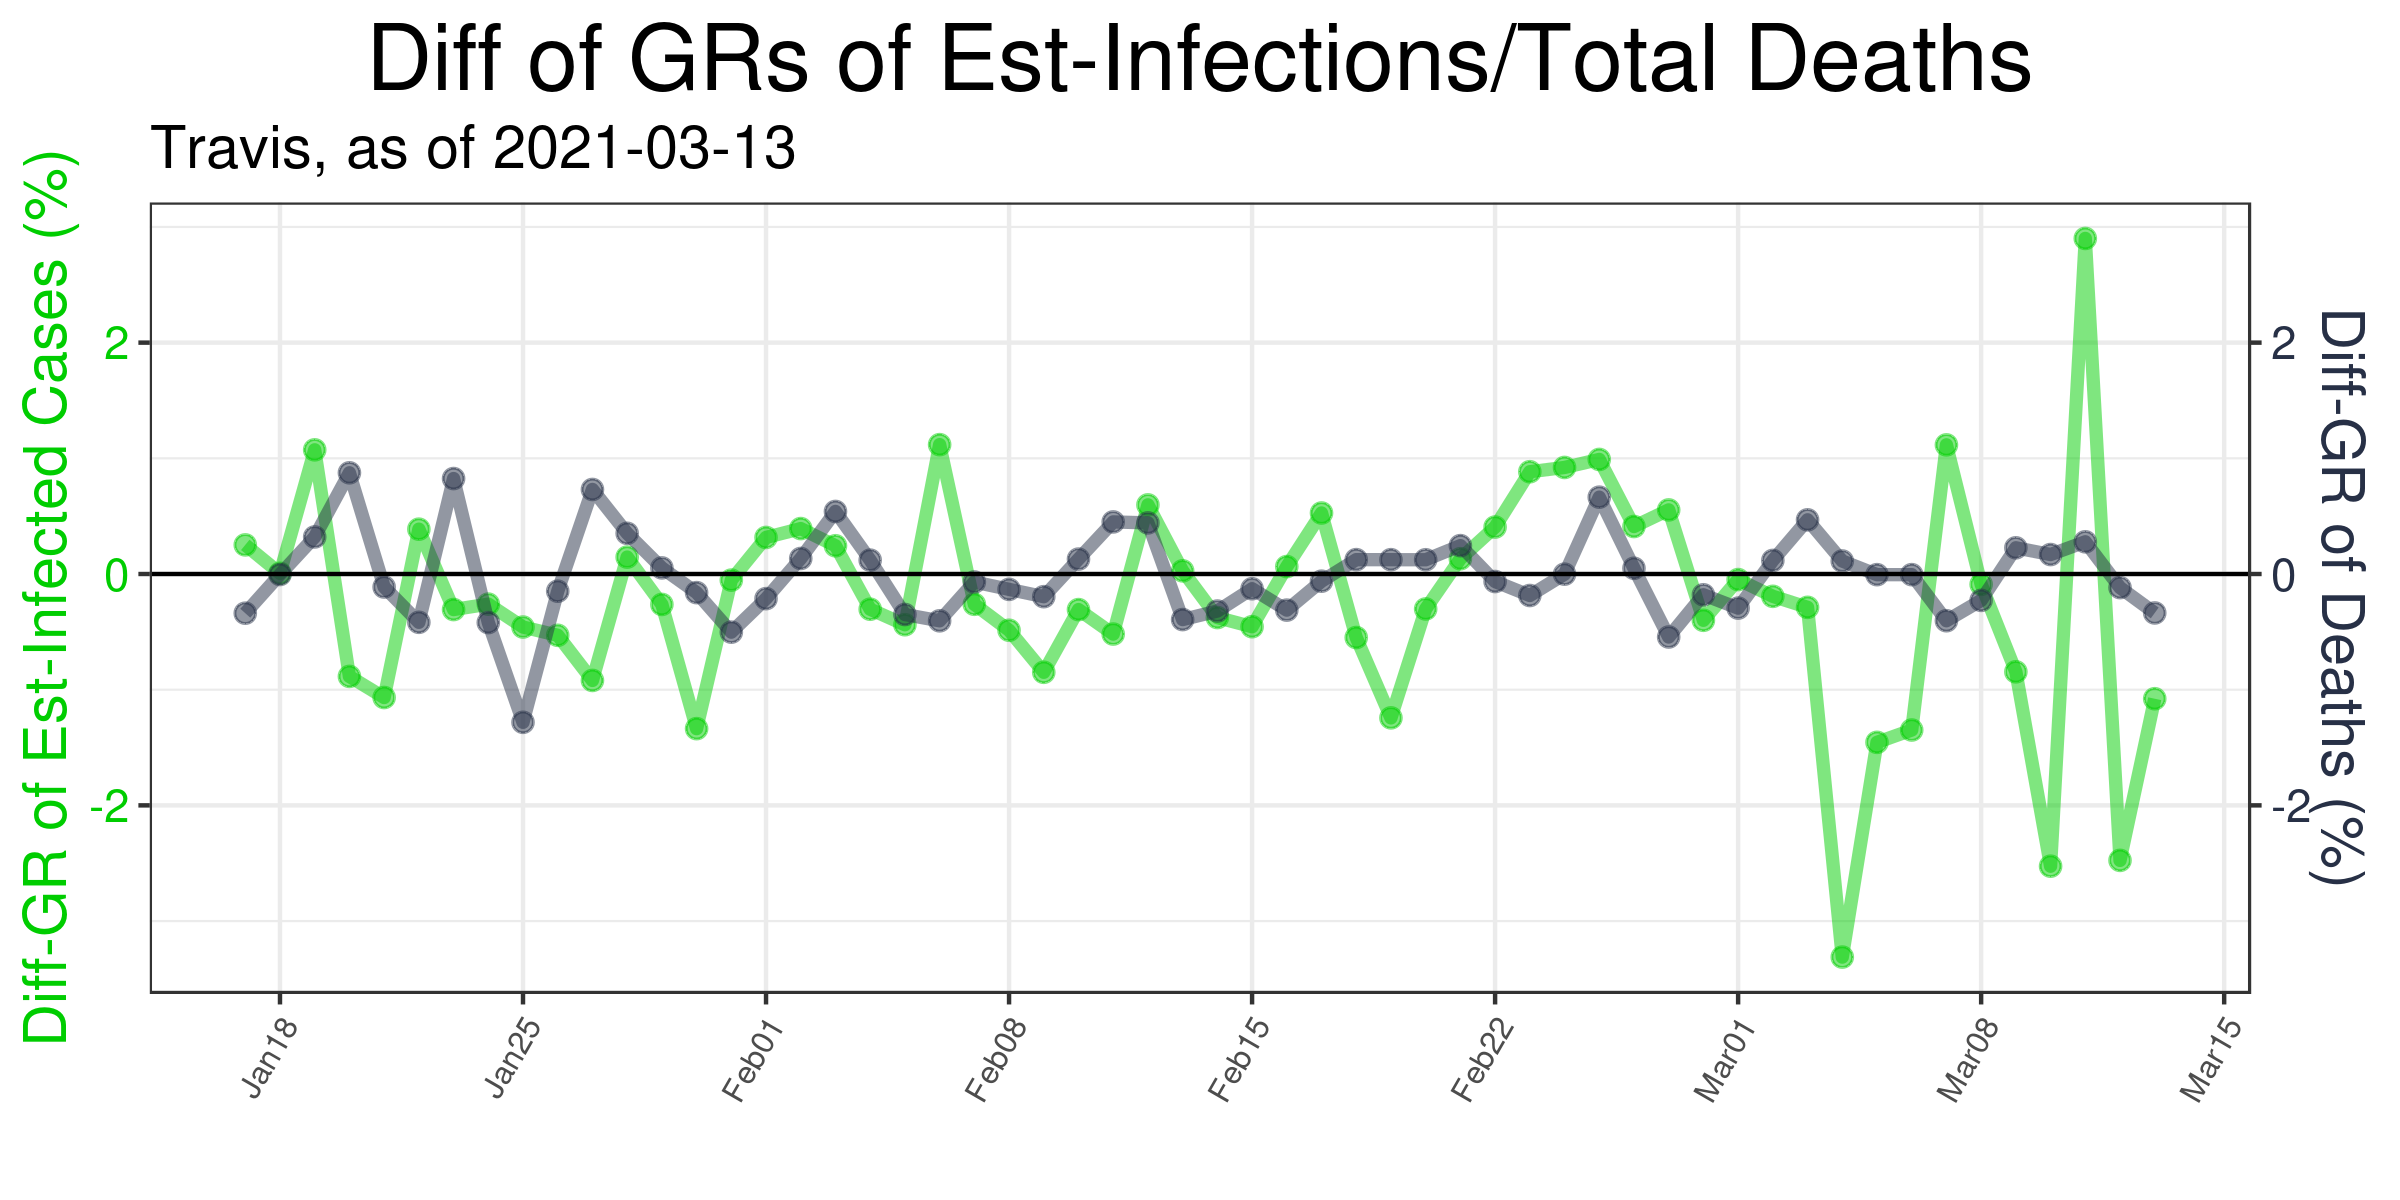 Diff of GRs of Est-Infections/Total Deaths
Travis, as of 2021-03-13
Diff-GR of Est-Infected Cases (%)
2
0
-2
2
0
-2
Diff-GR of Deaths (%)
Jan18
Jan25
Feb01
Feb08
Feb15
Feb22
Mar01
Mar08
Mar15